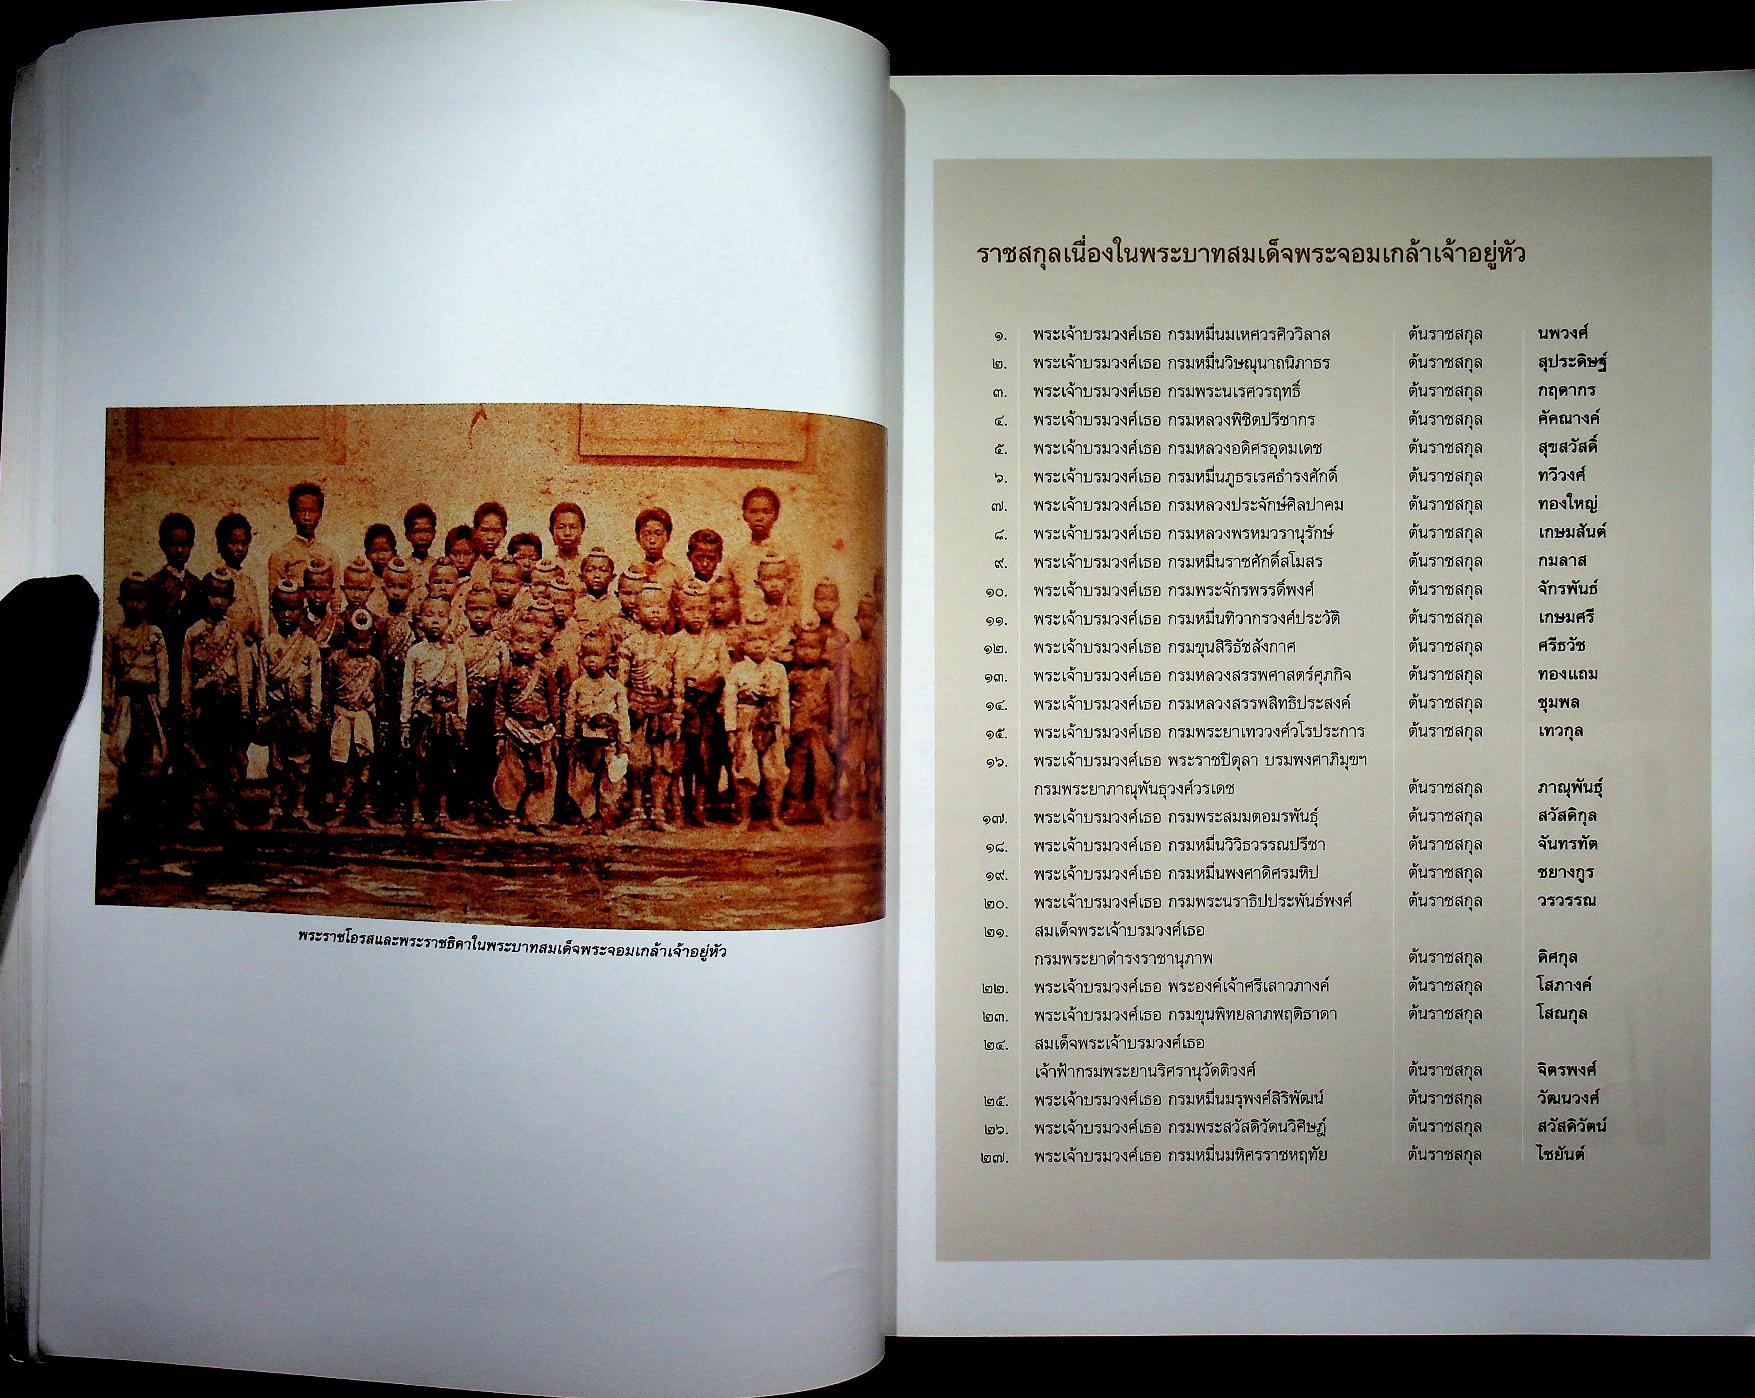 พระราชโอรสและพระราชธิดาในพระบาทสมเด็จพระจอมเกล้าเจ้าอยู่หัว
ราชสกุลเนื่องในพระบาทสมเด็จพระจอมเกล้าเจ้าอยู่หัว
๑. พระเจ้าบรมวงศ์เธอ กรมหมื่นมเหศวรศิววิลาส ต้นราชสกุล นพวงศ์
๒. พระเจ้าบรมวงศ์เธอ กรมหมื่นวิษณุนาถนิภาธร ต้นราชสกุล สุประดิษฐ์
๓. พระเจ้าบรมวงศ์เธอ กรมพระนเรศวรฤทธิ์ ต้นราชสกุล กฤดากร
๔. พระเจ้าบรมวงศ์เธอ กรมหลวงพิชิตปรีชากร ต้นราชสกุล คัคณางค์
๕. พระเจ้าบรมวงศ์เธอ กรมหลวงอดิศรอุดมเดช ต้นราชสกุล สุขสวัสดิ์
๖. พระเจ้าบรมวงศ์เธอ กรมหมื่นภูธรเรศธำรงศักดิ์ ต้นราชสกุล ทวีวงศ์
๗. พระเจ้าบรมวงศ์เธอ กรมหลวงประจักษ์ศิลปาคม ต้นราชสกุล ทองใหญ่
๘. พระเจ้าบรมวงศ์เธอ กรมหลวงพรหมวรานุรักษ์ ต้นราชสกุล เกษมสันต์
๙. พระเจ้าบรมวงศ์เธอ กรมหมื่นราชศักดิ์สโมสร ต้นราชสกุล กมลาส
๑๐. พระเจ้าบรมวงศ์เธอ กรมพระจักรพรรดิ์พงศ์ ต้นราชสกุล จักรพันธ์
๑๑. พระเจ้าบรมวงศ์เธอ กรมหมื่นทิวากรวงศ์ประวัติ ต้นราชสกุล เกษมศรี
๑๒. พระเจ้าบรมวงศ์เธอ กรมขุนสิริธัชสังกาศ ต้นราชสกุล ศรีธวัช
๑๓. พระเจ้าบรมวงศ์เธอ กรมหลวงสรรพศาสตร์ศุภกิจ ต้นราชสกุล ทองแถม
๑๔. พระเจ้าบรมวงศ์เธอ กรมหลวงสรรพสิทธิประสงค์ ต้นราชสกุล ชุมพล
๑๕. พระเจ้าบรมวงศ์เธอ กรมพระยาเทววงศ์วโรประการ ต้นราชสกุล เทวกุล
๑๖. พระเจ้าบรมวงศ์เธอ พระราชปิตุลา บรมพงศาภิมุขฯ
กรมพระยาภาณุพันธุวงศ์วรเดช ต้นราชสกุล ภาณุพันธุ์
๑๗. พระเจ้าบรมวงศ์เธอ กรมพระสมมตอมรพันธุ์ ต้นราชสกุล สวัสดิกุล
๑๘. พระเจ้าบรมวงศ์เธอ กรมหมื่นวิวิธวรรณปรีชา ต้นราชสกุล จันทรทัต
๑๙. พระเจ้าบรมวงศ์เธอ กรมหมื่นพงศาดิศรมหิป ต้นราชสกุล ชยางกูร
๒๐. พระเจ้าบรมวงศ์เธอ กรมพระนราธิปประพันธ์พงศ์ ต้นราชสกุล วรวรรณ
๒๑. สมเด็จพระเจ้าบรมวงศ์เธอ
กรมพระยาดำรงราชานุภาพ ต้นราชสกุล ดิศกุล
๒๒. พระเจ้าบรมวงศ์เธอ พระองค์เจ้าศรีเสาวภางค์ ต้นราชสกุล โสภางค์
๒๓. พระเจ้าบรมวงศ์เธอ กรมขุนพิทยลาภพฤติธาดา ต้นราชสกุล โสณกุล
๒๔. สมเด็จพระเจ้าบรมวงศ์เธอ
เจ้าฟ้ากรมพระยานริศรานุวัดติวงศ์ ต้นราชสกุล จิตรพงศ์
๒๕. พระเจ้าบรมวงศ์เธอ กรมหมื่นมรุพงศ์สิริพัฒน์ ต้นราชสกุล วัฒนวงศ์
๒๖. พระเจ้าบรมวงศ์เธอ กรมพระสวัสดิวัดนวิศิษฎ์ ต้นราชสกุล สวัสดิวัตน์
๒๗. พระเจ้าบรมวงศ์เธอ กรมหมื่นมหิศรราชหฤทัย ต้นราชสกุล ไชยันต์